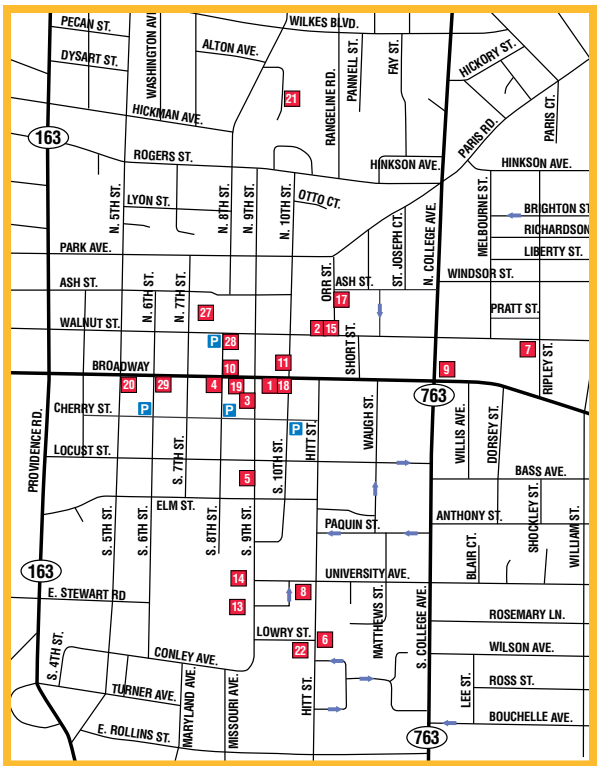 PECAN ST.
WASHINGTON AVE.
WILKES BLVD.
ALTON AVE.
DYSART ST.
RANGELINE RD.
PANNELL ST.
FAY ST.
HICKORY ST.
21
HICKMAN AVE.
PARIS RD.
PARIS CT.
163
ROGERS ST.
HINKSON AVE.
HINKSON AVE.
N. 5TH ST.
LYON ST.
N. 8TH ST.
N. 9TH ST.
N. 10TH ST.
OTTO CT.
ST. JOSEPH CT.
N. COLLEGE AVE.
MELBOURNE ST.
BRIGHTON ST
RICHARDSON
LIBERTY ST.
PARK AVE.
ASH ST.
N. 6TH ST.
N. 7TH ST.
ORR ST.
ASH ST.
WINDSOR ST.
17
27
PRATT ST.
WALNUT ST.
2
15
SHORT ST.
P
28
7
RIPLEY ST.
BROADWAY
10
11
9
20
29
4
19
1
18
763
3
CHERRY ST.
P
P
P
HITT ST.
WAUGH ST.
WILLIS AVE.
DORSEY ST.
PROVIDENCE RD.
LOCUST ST.
S. 7TH ST.
S. 10TH ST.
5
BASS AVE.
ELM ST.
S. 5TH ST.
S. 6TH ST.
S. 8TH ST.
S. 9TH ST.
PAQUIN ST.
ANTHONY ST.
SHOCKLEY ST.
WILLIAM ST.
BLAIR CT.
163
14
UNIVERSITY AVE.
E. STEWART RD
8
13
MATTHEWS ST.
S. COLLEGE AVE.
ROSEMARY LN.
LOWRY ST.
6
22
WILSON AVE.
S. 4TH ST.
CONLEY AVE.
TURNER AVE.
MARYLAND AVE.
MISSOURI AVE.
HITT ST.
LEE ST.
ROSS ST.
BOUCHELLE AVE.
E. ROLLINS ST.
763